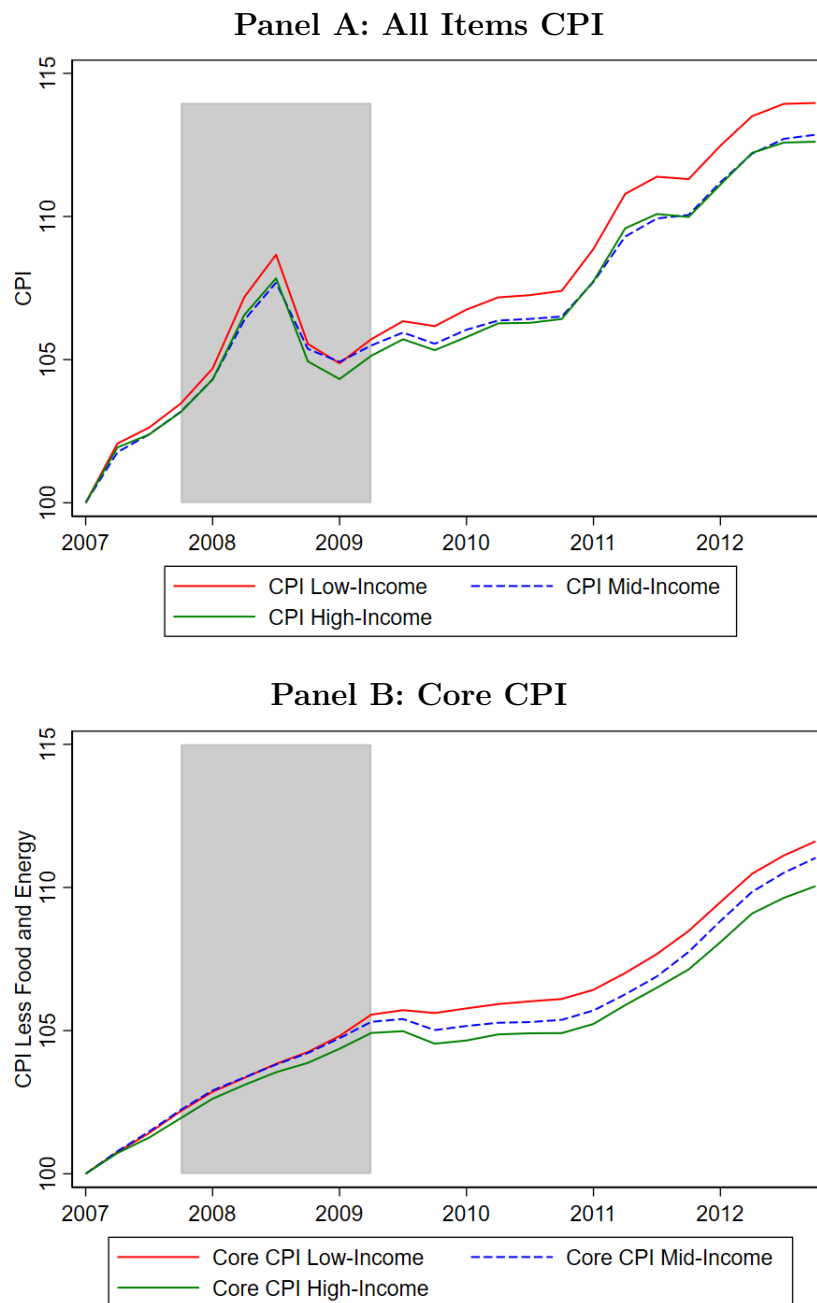 Panel A: All Items CPI
115
110
105
100
CPI
2007 2008 2009 2010 2011 2012
CPI Low-Income CPI Mid-Income
CPI High-Income
Panel B: Core CPI
115
110
105
100
CPI Less Food and Energy
2007 2008 2009 2010 2011 2012
Core CPI Low-Income Core CPI Mid-Income
Core CPI High-Income